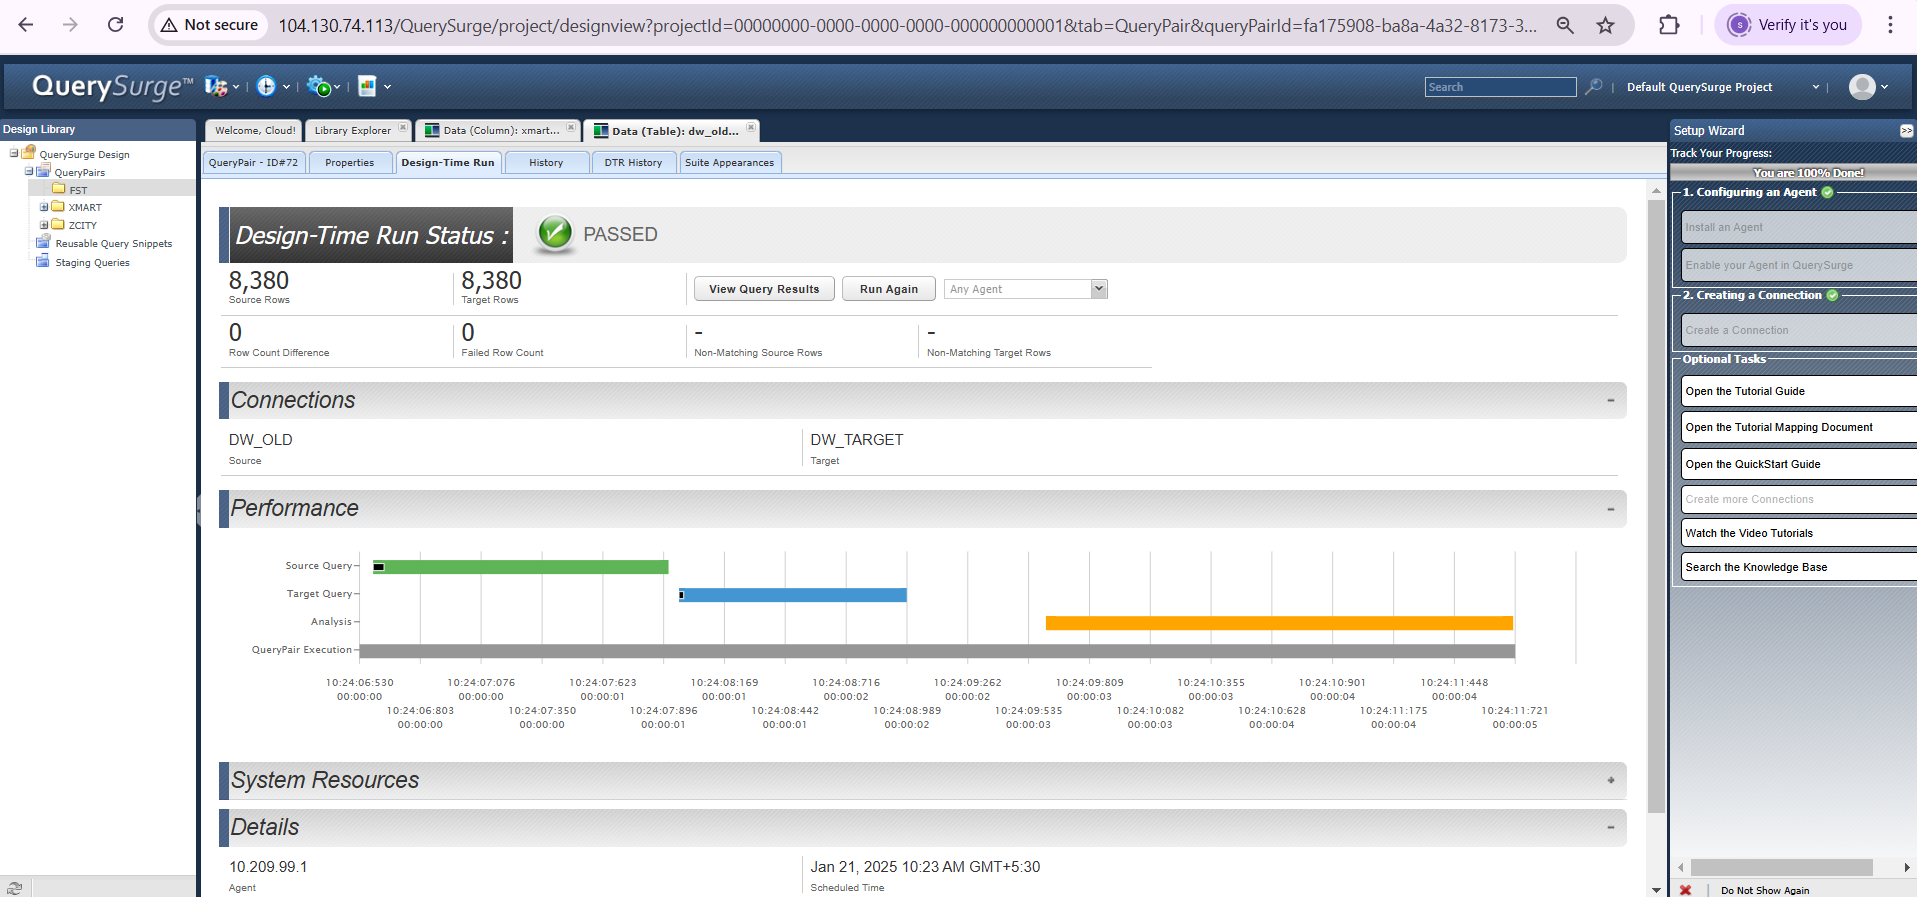 Not secure
104.130.74.113/QuerySurge/project/designview?projectId=00000000-0000-0000-0000-000000000001&tab=QueryPair&queryPairId=fa175908-ba8a-4a32-8173-3...
S
Verify it's you
QuerySurge™
Search
Default QuerySurge Project
Design Library
QuerySurge Design
QueryPairs
FST
XMART
ZCITY
Reusable Query Snippets
Staging Queries
Welcome, Cloud!
Library Explorer
Data (Column): xmart...
Data (Table): dw_old...
QueryPair - ID#72
Properties
Design-Time Run
History
DTR History
Suite Appearances
Design-Time Run Status :
PASSED
8,380
Source Rows
8,380
Target Rows
View Query Results
Run Again
Any Agent
0
Row Count Difference
0
Failed Row Count
-
Non-Matching Source Rows
-
Non-Matching Target Rows
Connections
-
DW_OLD
Source
DW_TARGET
Target
Performance
-
Source Query
Target Query
Analysis
QueryPair Execution
10:24:06:530
00:00:00
10:24:06:803
00:00:00
10:24:07:076
00:00:00
10:24:07:350
00:00:00
10:24:07:623
00:00:01
10:24:07:896
00:00:01
10:24:08:169
00:00:01
10:24:08:442
00:00:01
10:24:08:716
00:00:02
10:24:08:989
00:00:02
10:24:09:262
00:00:02
10:24:09:535
00:00:03
10:24:09:809
00:00:03
10:24:10:082
00:00:03
10:24:10:355
00:00:03
10:24:10:628
00:00:04
10:24:10:901
00:00:04
10:24:11:175
00:00:04
10:24:11:448
00:00:04
10:24:11:721
00:00:05
System Resources
+
Details
-
10.209.99.1
Agent
Jan 21, 2025 10:23 AM GMT+5:30
Scheduled Time
Setup Wizard
>>
Track Your Progress:
You are 100% Done!
1. Configuring an Agent
Install an Agent
Enable your Agent in QuerySurge
2. Creating a Connection
Create a Connection
Optional Tasks
Open the Tutorial Guide
Open the Tutorial Mapping Document
Open the QuickStart Guide
Create more Connections
Watch the Video Tutorials
Search the Knowledge Base
Do Not Show Again